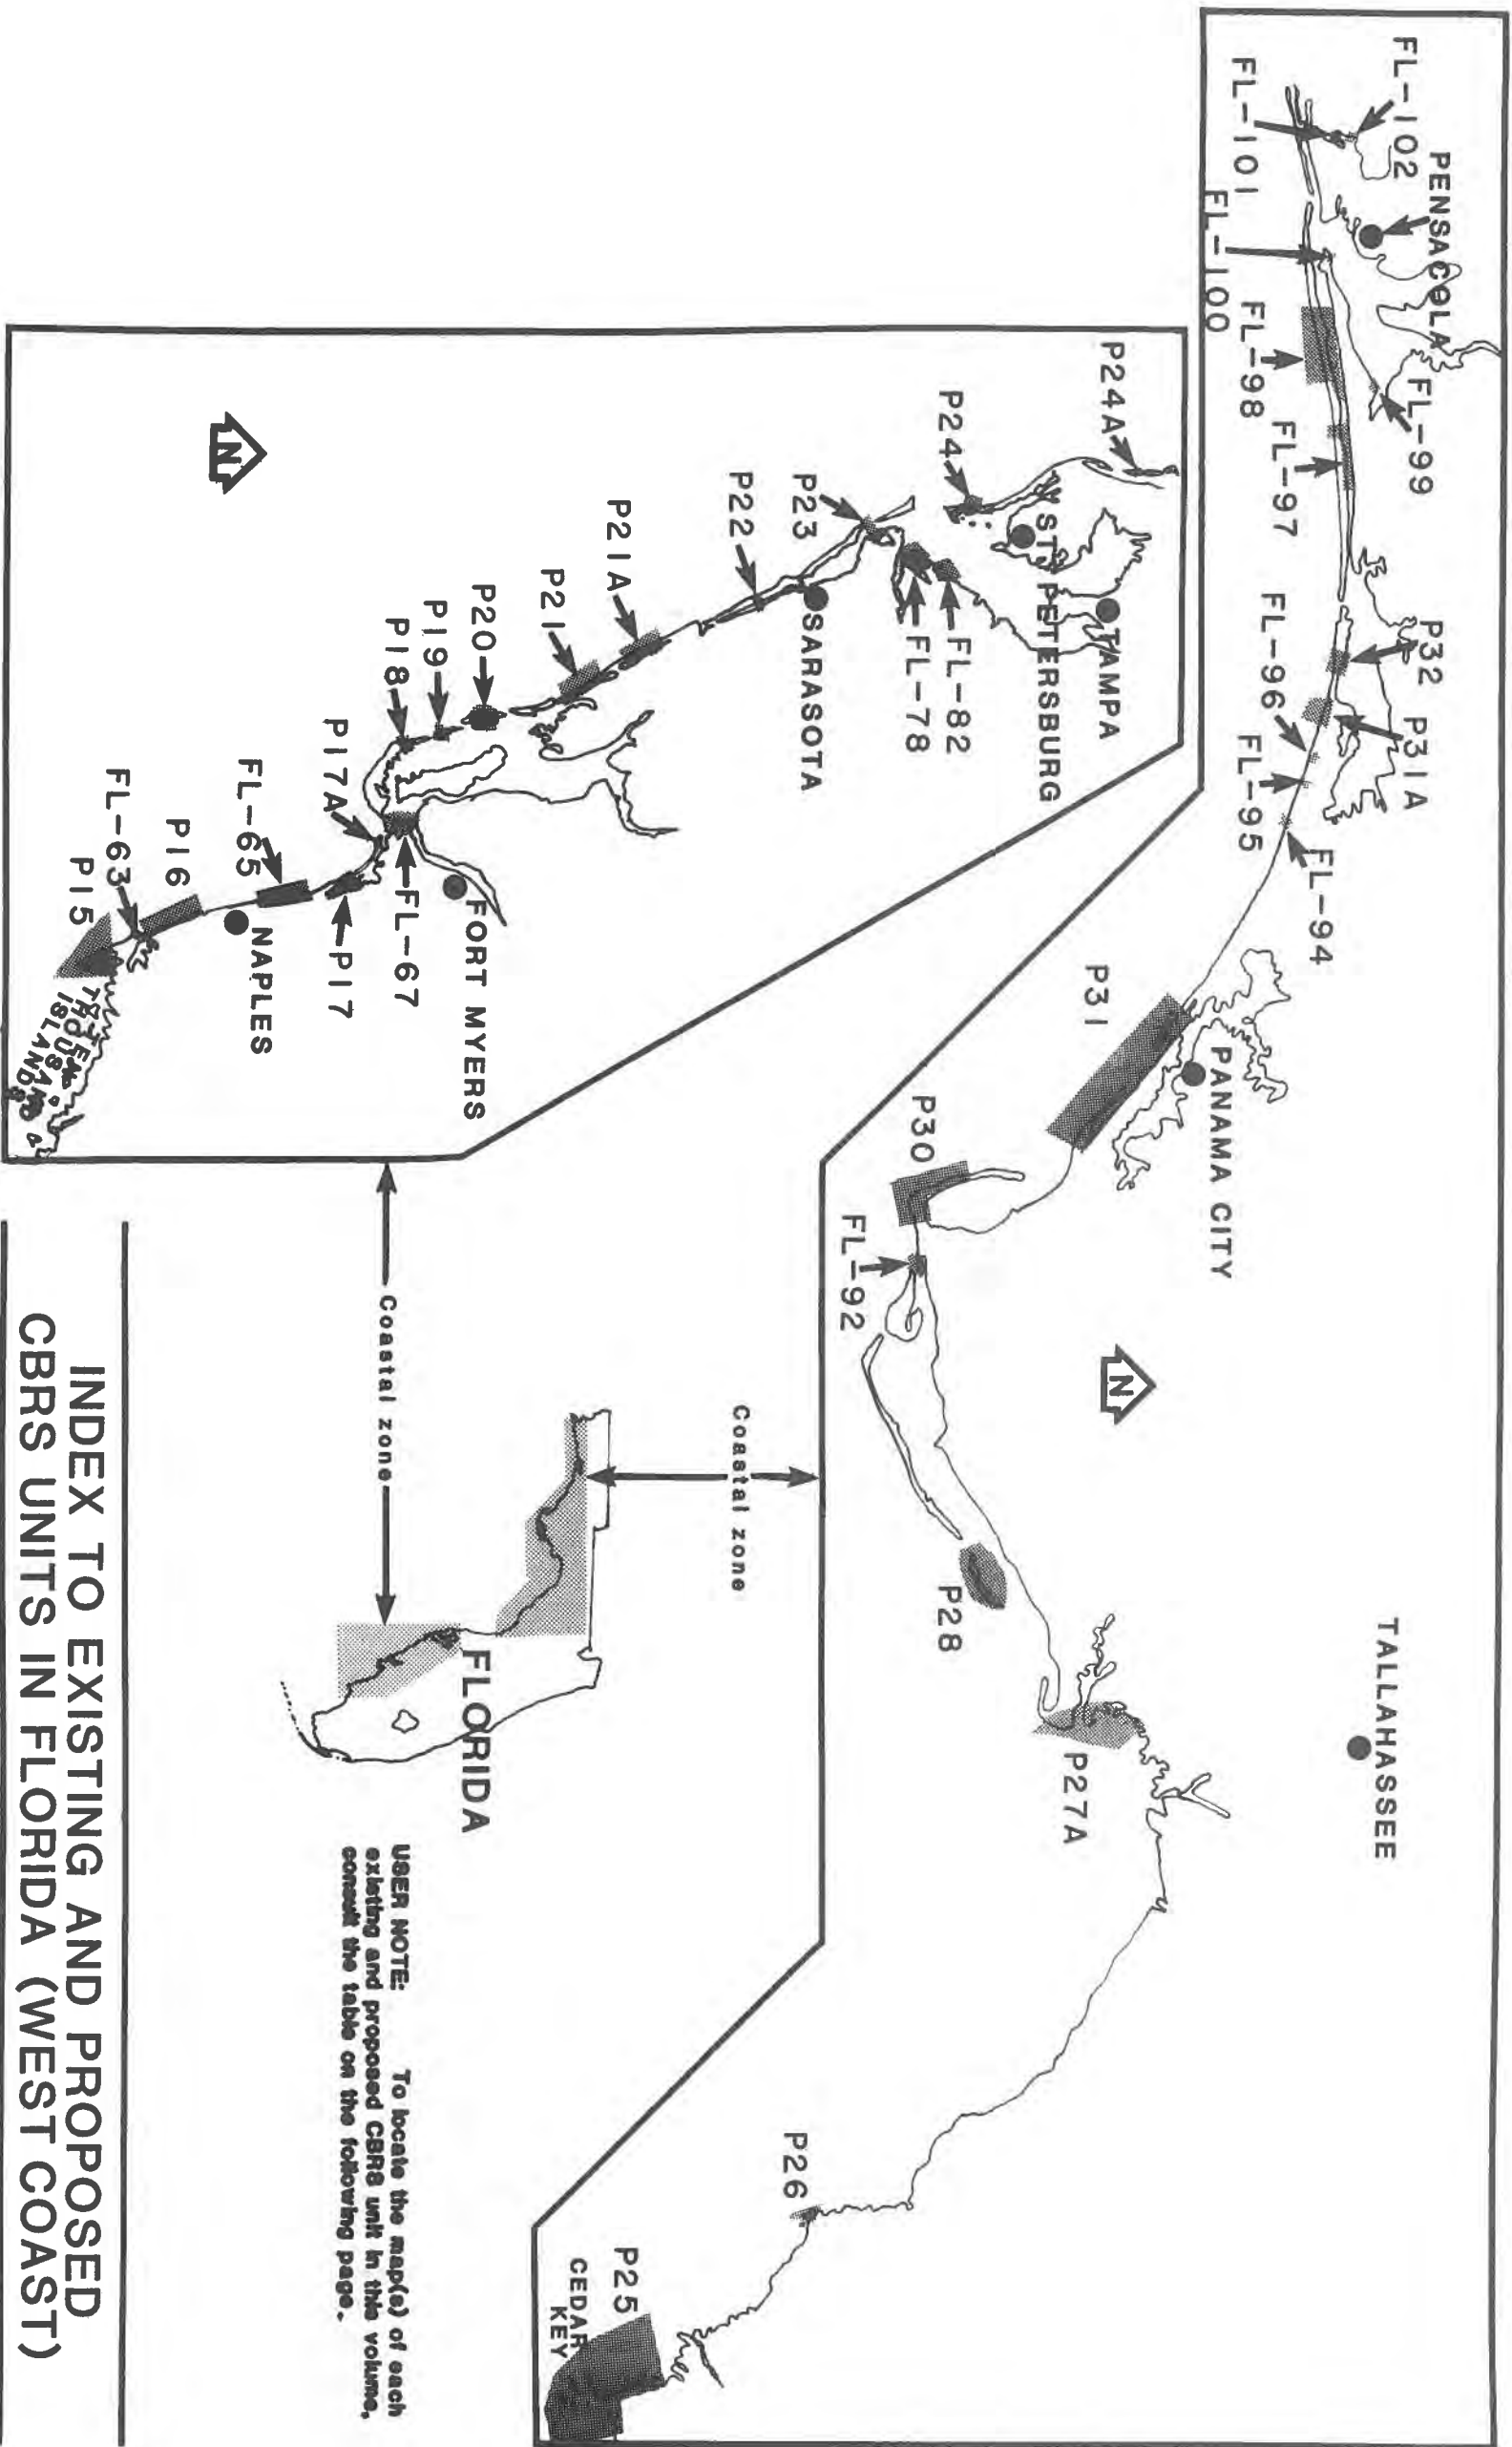 FL-102
FL-101
PENSACOLA
FL-100
FL-98
FL-99
FL-97
P32
FL-96
P31A
FL-95
FL-94
P31
PANAMA CITY
P30
FL-92
N
P28
TALLAHASSEE
P27A
P26
P25
CEDAR
KEY
P24A
P24
ST. PETERSBURG
TAMPA
P23
FL-82
FL-78
SARASOTA
P22
P21A
P21
P20
P19
P18
P17A
FORT MYERS
FL-67
P17
FL-65
NAPLES
P16
FL-63
P15
TEN
THOUSAND
ISLANDS
N
Coastal zone
Coastal zone
FLORIDA
USER NOTE: To locate the map(s) of each
existing and proposed CBRS unit in this volume,
consult the table on the following page.
INDEX TO EXISTING AND PROPOSED
CBRS UNITS IN FLORIDA (WEST COAST)